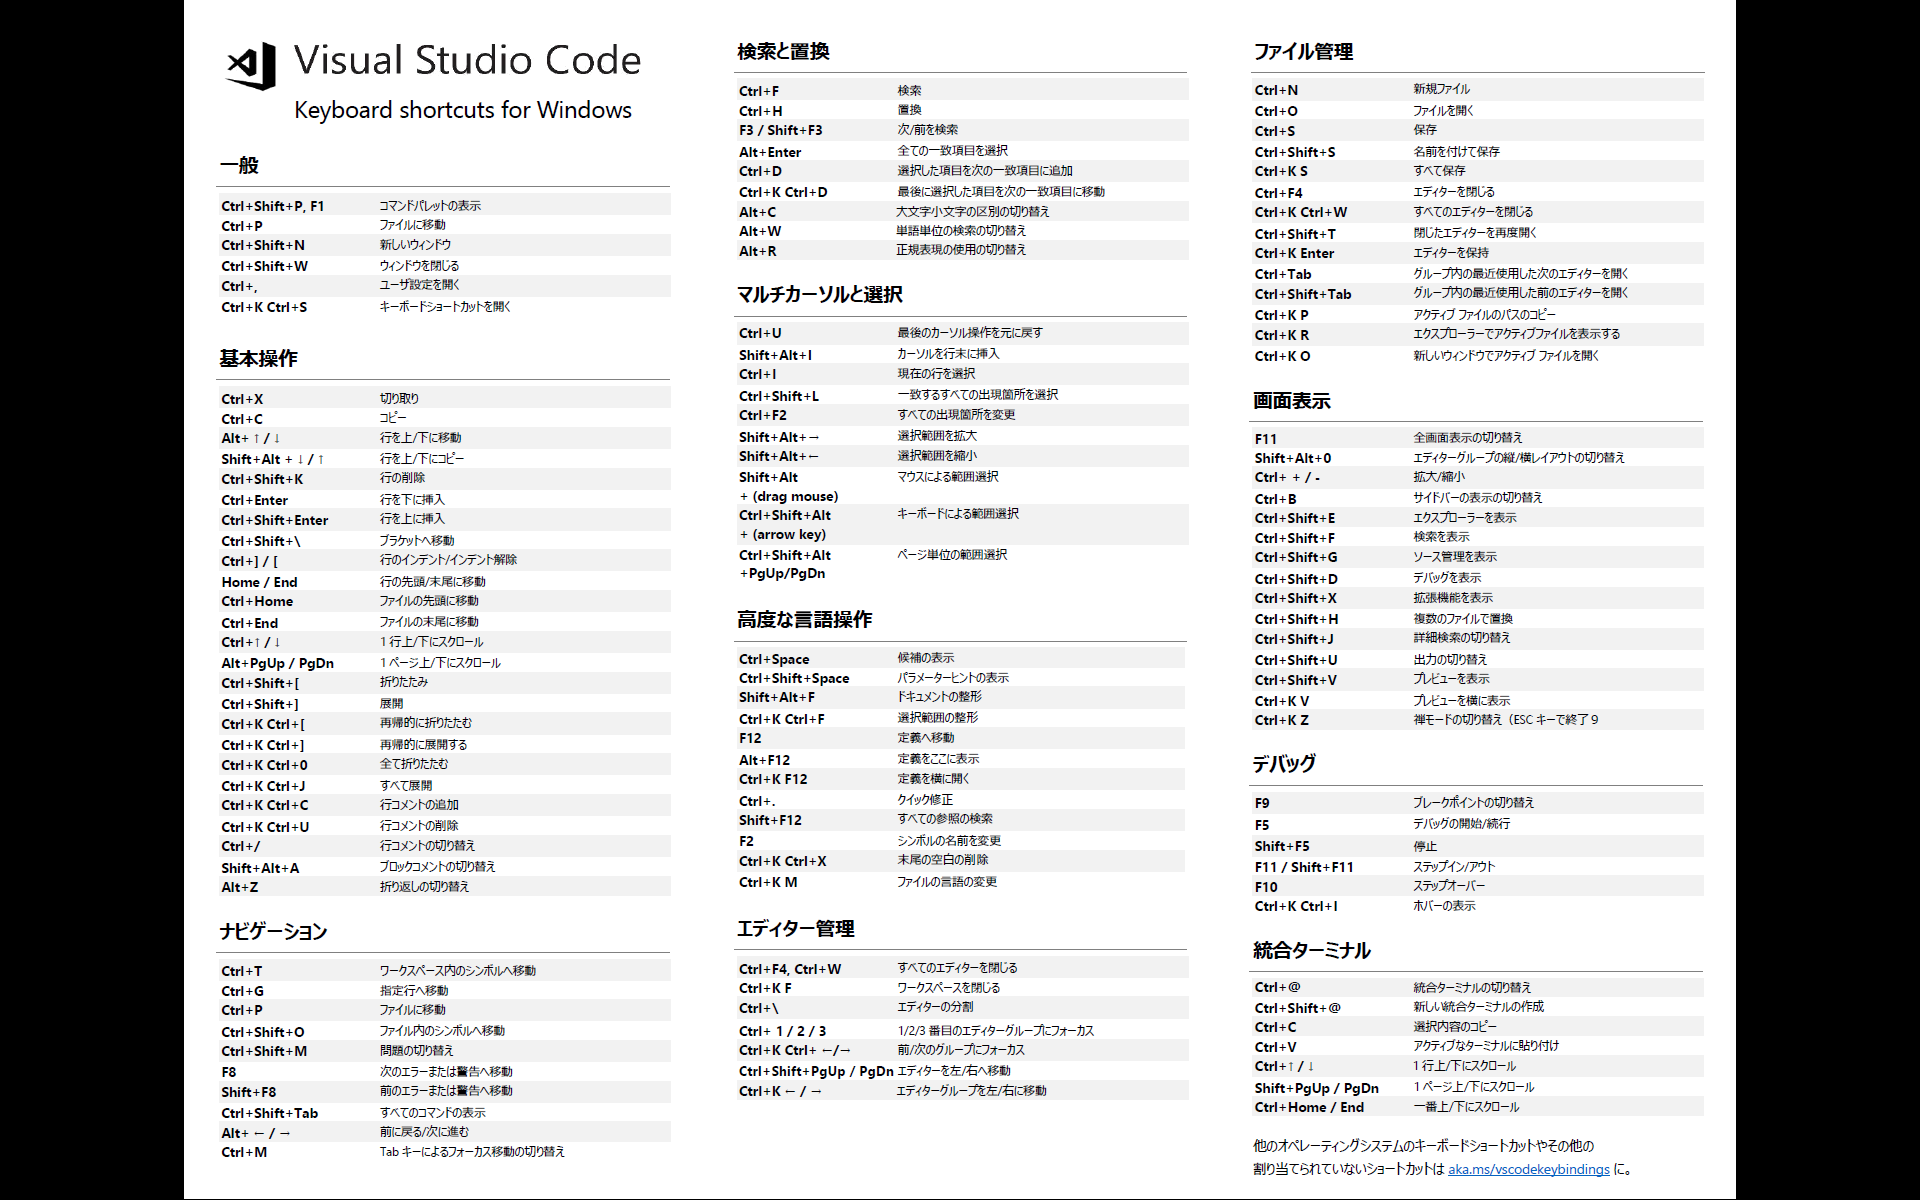 Visual Studio Code
Keyboard shortcuts for Windows
一般
Ctrl+Shift+P, F1 コマンドパレットの表示
Ctrl+P ファイルに移動
Ctrl+Shift+N 新しいウィンドウ
Ctrl+Shift+W ウィンドウを閉じる
Ctrl+, ユーザ設定を開く
Ctrl+K Ctrl+S キーボードショートカットを開く
基本操作
Ctrl+X 切り取り
Ctrl+C コピー
Alt+ ↑ / ↓ 行を上/下に移動
Shift+Alt + ↓ / ↑ 行を上/下にコピー
Ctrl+Shift+K 行の削除
Ctrl+Enter 行を下に挿入
Ctrl+Shift+Enter 行を上に挿入
Ctrl+Shift+\ ブラケットへ移動
Ctrl+] / [ 行のインデント/インデント解除
Home / End 行の先頭/末尾に移動
Ctrl+Home ファイルの先頭に移動
Ctrl+End ファイルの末尾に移動
Ctrl+↑ / ↓ 1 行上/下にスクロール
Alt+PgUp / PgDn 1 ページ上/下にスクロール
Ctrl+Shift+[ 折りたたみ
Ctrl+Shift+] 展開
Ctrl+K Ctrl+[ 再帰的に折りたたむ
Ctrl+K Ctrl+] 再帰的に展開する
Ctrl+K Ctrl+0 全て折りたたむ
Ctrl+K Ctrl+J すべて展開
Ctrl+K Ctrl+C 行コメントの追加
Ctrl+K Ctrl+U 行コメントの削除
Ctrl+/ 行コメントの切り替え
Shift+Alt+A ブロックコメントの切り替え
Alt+Z 折り返しの切り替え
ナビゲーション
Ctrl+T ワークスペース内のシンボルへ移動
Ctrl+G 指定行へ移動
Ctrl+P ファイルに移動
Ctrl+Shift+O ファイル内のシンボルへ移動
Ctrl+Shift+M 問題の切り替え
F8 次のエラーまたは警告へ移動
Shift+F8 前のエラーまたは警告へ移動
Ctrl+Shift+Tab すべてのコマンドの表示
Alt+ ← / → 前に戻る/次に進む
Ctrl+M Tab キーによるフォーカス移動の切り替え
検索と置換
Ctrl+F 検索
Ctrl+H 置換
F3 / Shift+F3 次/前を検索
Alt+Enter 全ての一致項目を選択
Ctrl+D 選択した項目を次の一致項目に追加
Ctrl+K Ctrl+D 最後に選択した項目を次の一致項目に移動
Alt+C 大文字小文字の区別の切り替え
Alt+W 単語単位の検索の切り替え
Alt+R 正規表現の使用の切り替え
マルチカーソルと選択
Ctrl+U 最後のカーソル操作を元に戻す
Shift+Alt+I カーソルを行末に挿入
Ctrl+I 現在の行を選択
Ctrl+Shift+L 一致するすべての出現箇所を選択
Ctrl+F2 すべての出現箇所を変更
Shift+Alt+→ 選択範囲を拡大
Shift+Alt+← 選択範囲を縮小
Shift+Alt マウスによる範囲選択
+ (drag mouse)
Ctrl+Shift+Alt キーボードによる範囲選択
+ (arrow key)
Ctrl+Shift+Alt ページ単位の範囲選択
+PgUp/PgDn
高度な言語操作
Ctrl+Space 候補の表示
Ctrl+Shift+Space パラメーターヒントの表示
Shift+Alt+F ドキュメントの整形
Ctrl+K Ctrl+F 選択範囲の整形
F12 定義へ移動
Alt+F12 定義をここに表示
Ctrl+K F12 定義を横に開く
Ctrl+. クイック修正
Shift+F12 すべての参照の検索
F2 シンボルの名前を変更
Ctrl+K Ctrl+X 末尾の空白の削除
Ctrl+K M ファイルの言語の変更
エディター管理
Ctrl+F4, Ctrl+W すべてのエディターを閉じる
Ctrl+K F ワークスペースを閉じる
Ctrl+\ エディターの分割
Ctrl+ 1 / 2 / 3 1/2/3 番目のエディターグループにフォーカス
Ctrl+K Ctrl+ ←/→ 前/次のグループにフォーカス
Ctrl+Shift+PgUp / PgDn エディターを左/右へ移動
Ctrl+K ← / → エディターグループを左/右に移動
ファイル管理
Ctrl+N 新規ファイル
Ctrl+O ファイルを開く
Ctrl+S 保存
Ctrl+Shift+S 名前を付けて保存
Ctrl+K S すべて保存
Ctrl+F4 エディターを閉じる
Ctrl+K Ctrl+W すべてのエディターを閉じる
Ctrl+Shift+T 閉じたエディターを再度開く
Ctrl+K Enter エディターを保持
Ctrl+Tab グループ内の最近使用した次のエディターを開く
Ctrl+Shift+Tab グループ内の最近使用した前のエディターを開く
Ctrl+K P アクティブ ファイルのパスのコピー
Ctrl+K R エクスプローラーでアクティブファイルを表示する
Ctrl+K O 新しいウィンドウでアクティブ ファイルを開く
画面表示
F11 全画面表示の切り替え
Shift+Alt+0 エディターグループの縦/横レイアウトの切り替え
Ctrl+ + / - 拡大/縮小
Ctrl+B サイドバーの表示の切り替え
Ctrl+Shift+E エクスプローラーを表示
Ctrl+Shift+F 検索を表示
Ctrl+Shift+G ソース管理を表示
Ctrl+Shift+D デバッグを表示
Ctrl+Shift+X 拡張機能を表示
Ctrl+Shift+H 複数のファイルで置換
Ctrl+Shift+J 詳細検索の切り替え
Ctrl+Shift+U 出力の切り替え
Ctrl+Shift+V プレビューを表示
Ctrl+K V プレビューを横に表示
Ctrl+K Z 禅モードの切り替え（ESC キーで終了９
デバッグ
F9 ブレークポイントの切り替え
F5 デバッグの開始/続行
Shift+F5 停止
F11 / Shift+F11 ステップイン/アウト
F10 ステップオーバー
Ctrl+K Ctrl+I ホバーの表示
統合ターミナル
Ctrl+@ 統合ターミナルの切り替え
Ctrl+Shift+@ 新しい統合ターミナルの作成
Ctrl+C 選択内容のコピー
Ctrl+V アクティブなターミナルに貼り付け
Ctrl+↑ / ↓ 1 行上/下にスクロール
Shift+PgUp / PgDn 1 ページ上/下にスクロール
Ctrl+Home / End 一番上/下にスクロール
他のオペレーティングシステムのキーボードショートカットやその他の
割り当てられていないショートカットは aka.ms/vscodekeybindings に。